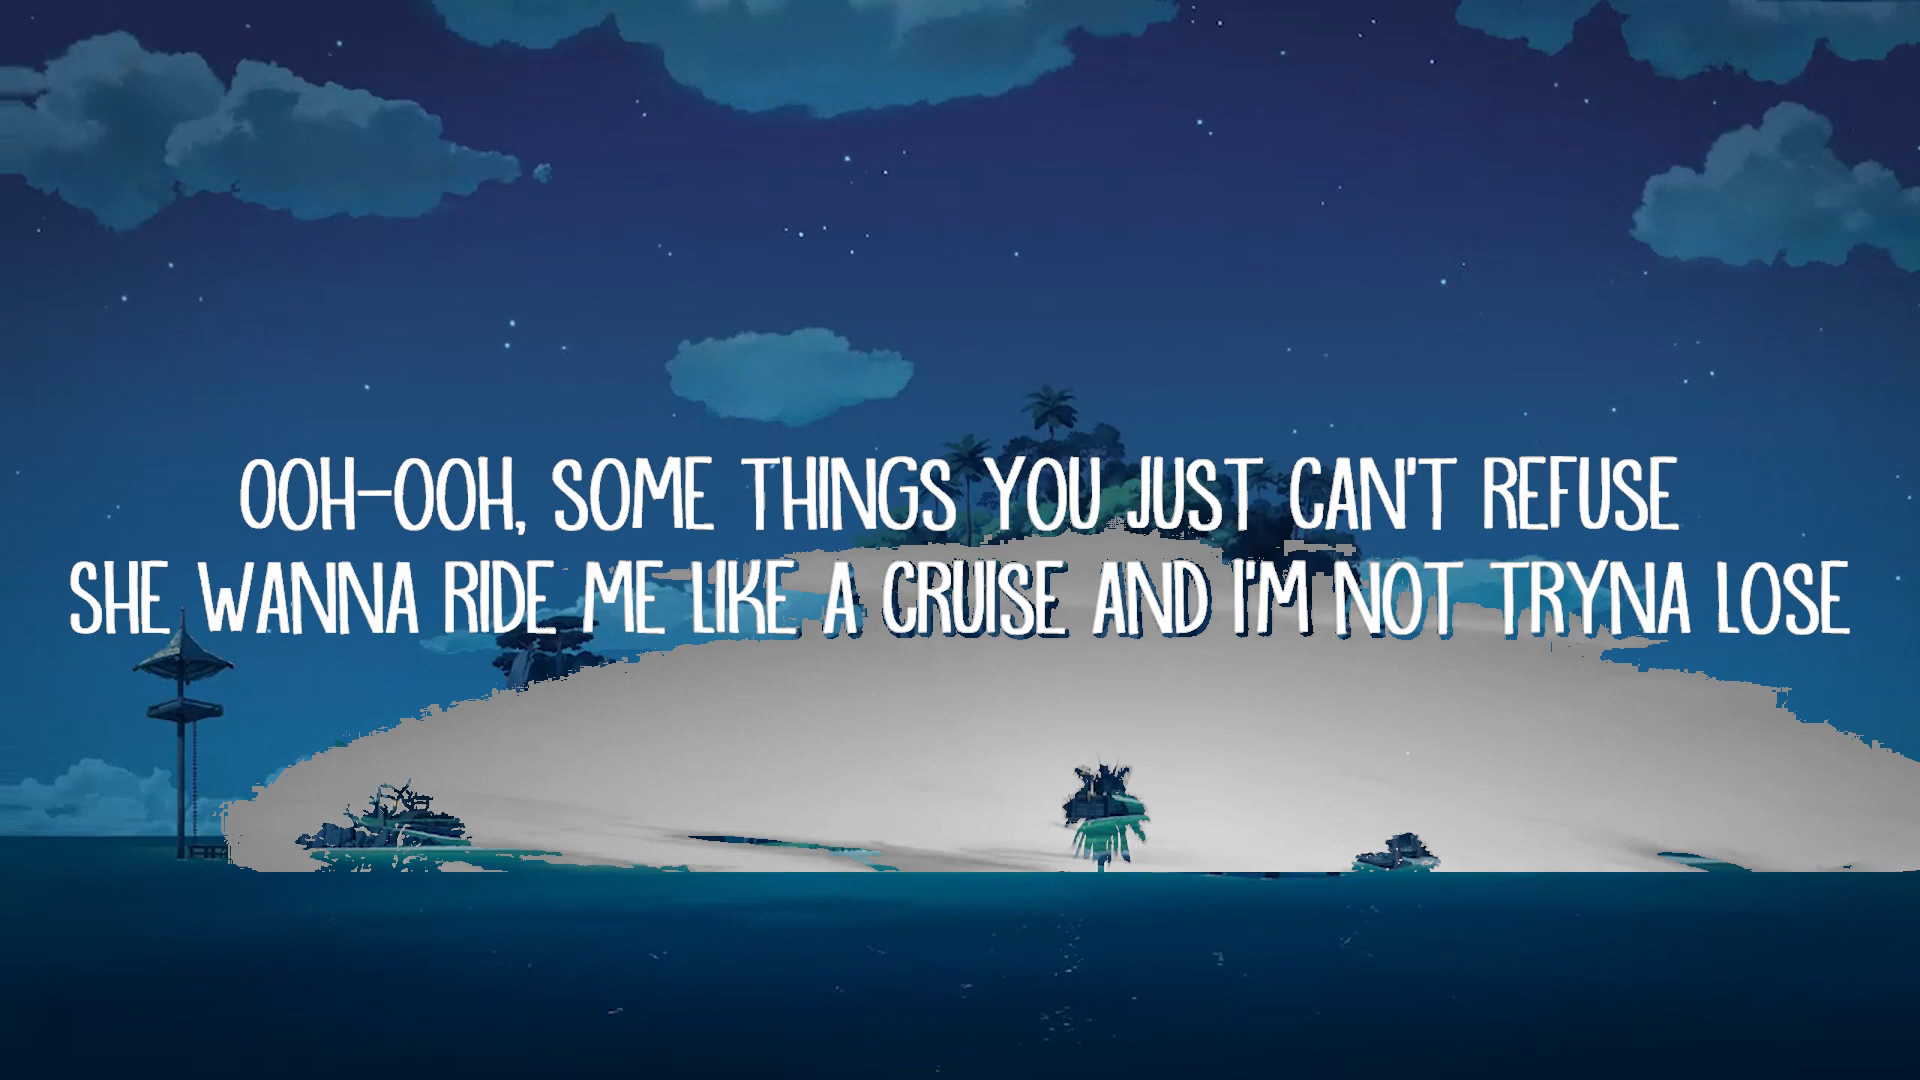 OOH-OOH, SOME THINGS YOU JUST CAN'T REFUSE
SHE WANNA RIDE ME LIKE A CRUISE AND I'M NOT TRYNA LOSE